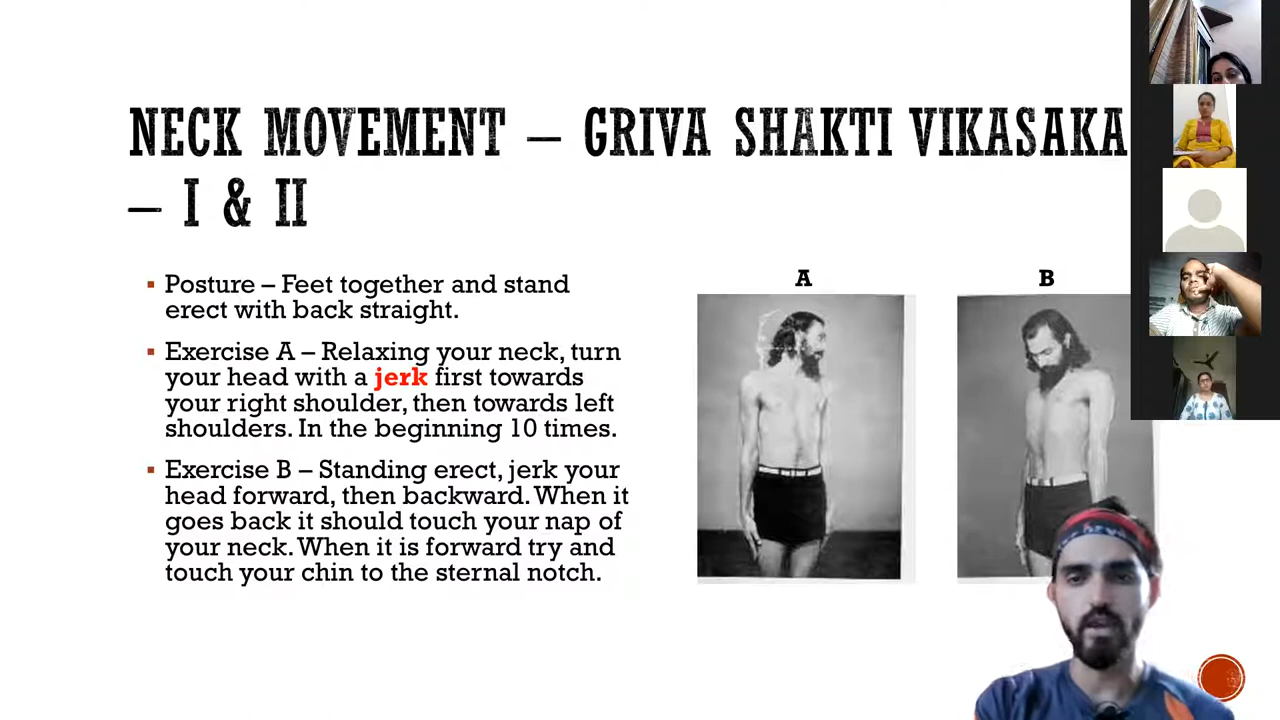 NECK MOVEMENT – GRIVA SHAKTI VIKASAKA
– I & II
▪ Posture – Feet together and stand
erect with back straight.
▪ Exercise A – Relaxing your neck, turn
your head with a jerk first towards
your right shoulder, then towards left
shoulders. In the beginning 10 times.
▪ Exercise B – Standing erect, jerk your
head forward, then backward. When it
goes back it should touch your nap of
your neck. When it is forward try and
touch your chin to the sternal notch.
A
B